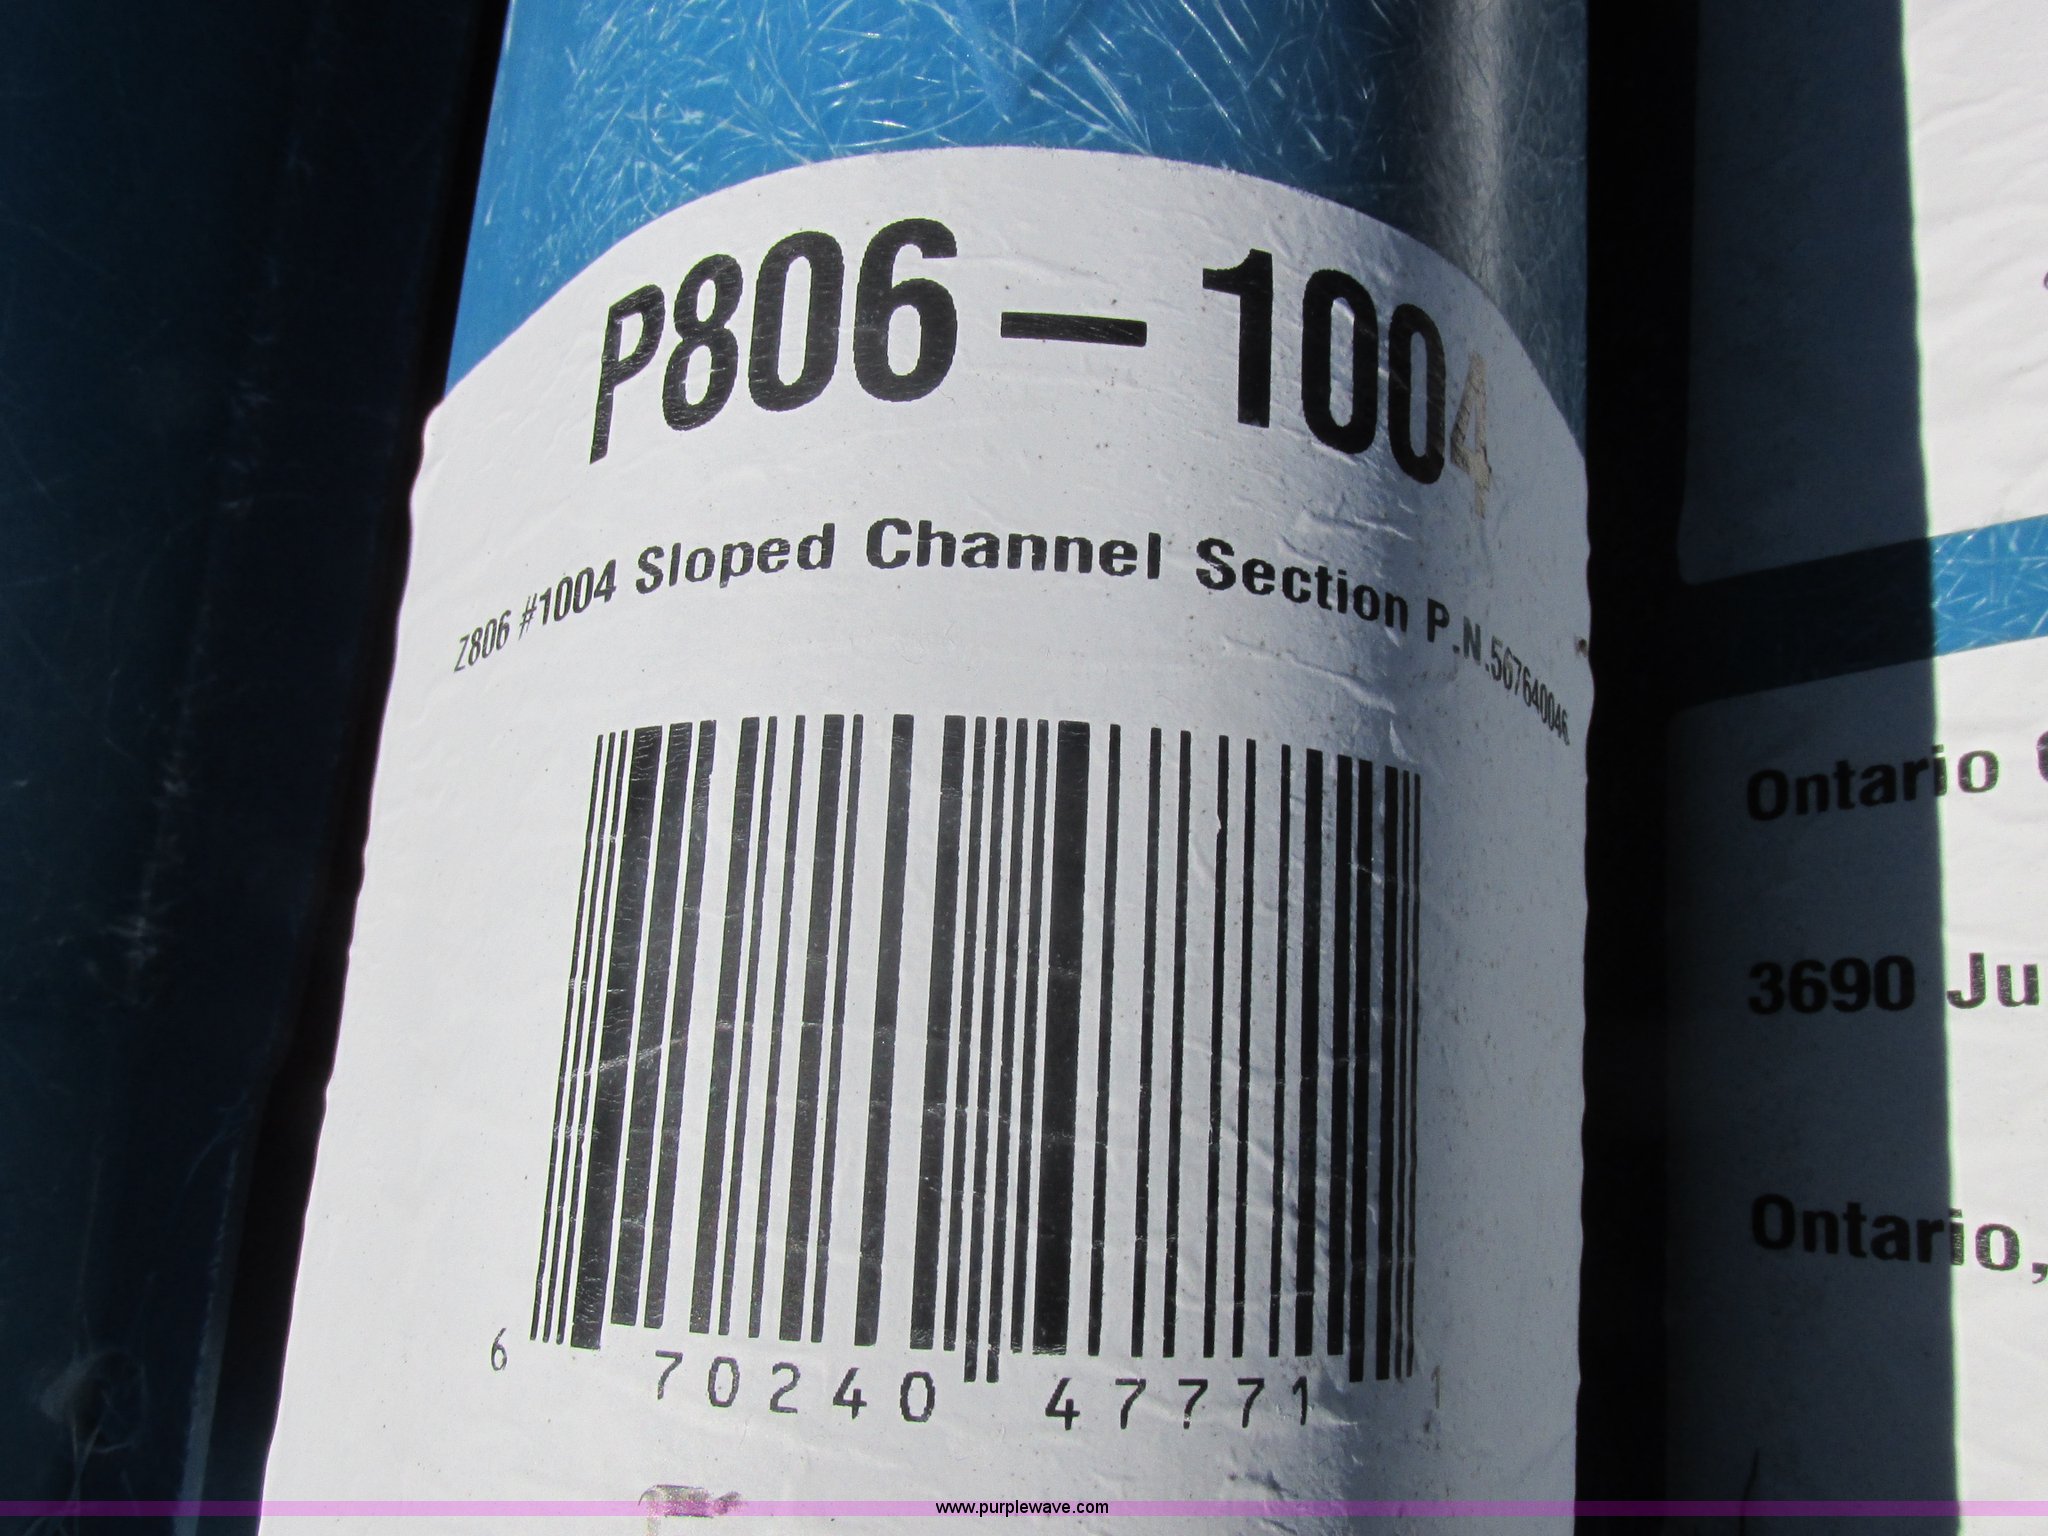 P806-1004
Z806 #1004 Sloped Channel Section P.N.567640046
6 70240 47771 1
Ontario
3690 Ju
Ontario,
www.purplewave.com